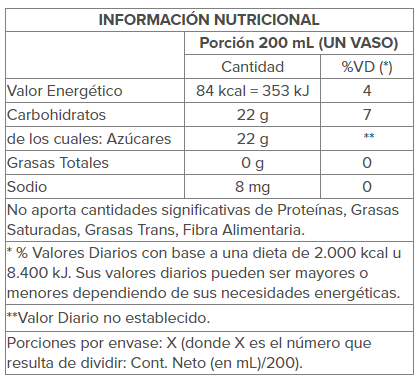 INFORMACIÓN NUTRICIONAL
Porción 200 mL (UN VASO)
Cantidad %VD (*)
Valor Energético 84 kcal = 353 kJ 4
Carbohidratos 22 g 7
de los cuales: Azúcares 22 g **
Grasas Totales 0 g 0
Sodio 8 mg 0
No aporta cantidades significativas de Proteínas, Grasas
Saturadas, Grasas Trans, Fibra Alimentaria.
* % Valores Diarios con base a una dieta de 2.000 kcal u
8.400 kJ. Sus valores diarios pueden ser mayores o
menores dependiendo de sus necesidades energéticas.
**Valor Diario no establecido.
Porciones por envase: X (donde X es el número que
resulta de dividir: Cont. Neto (en mL)/200).